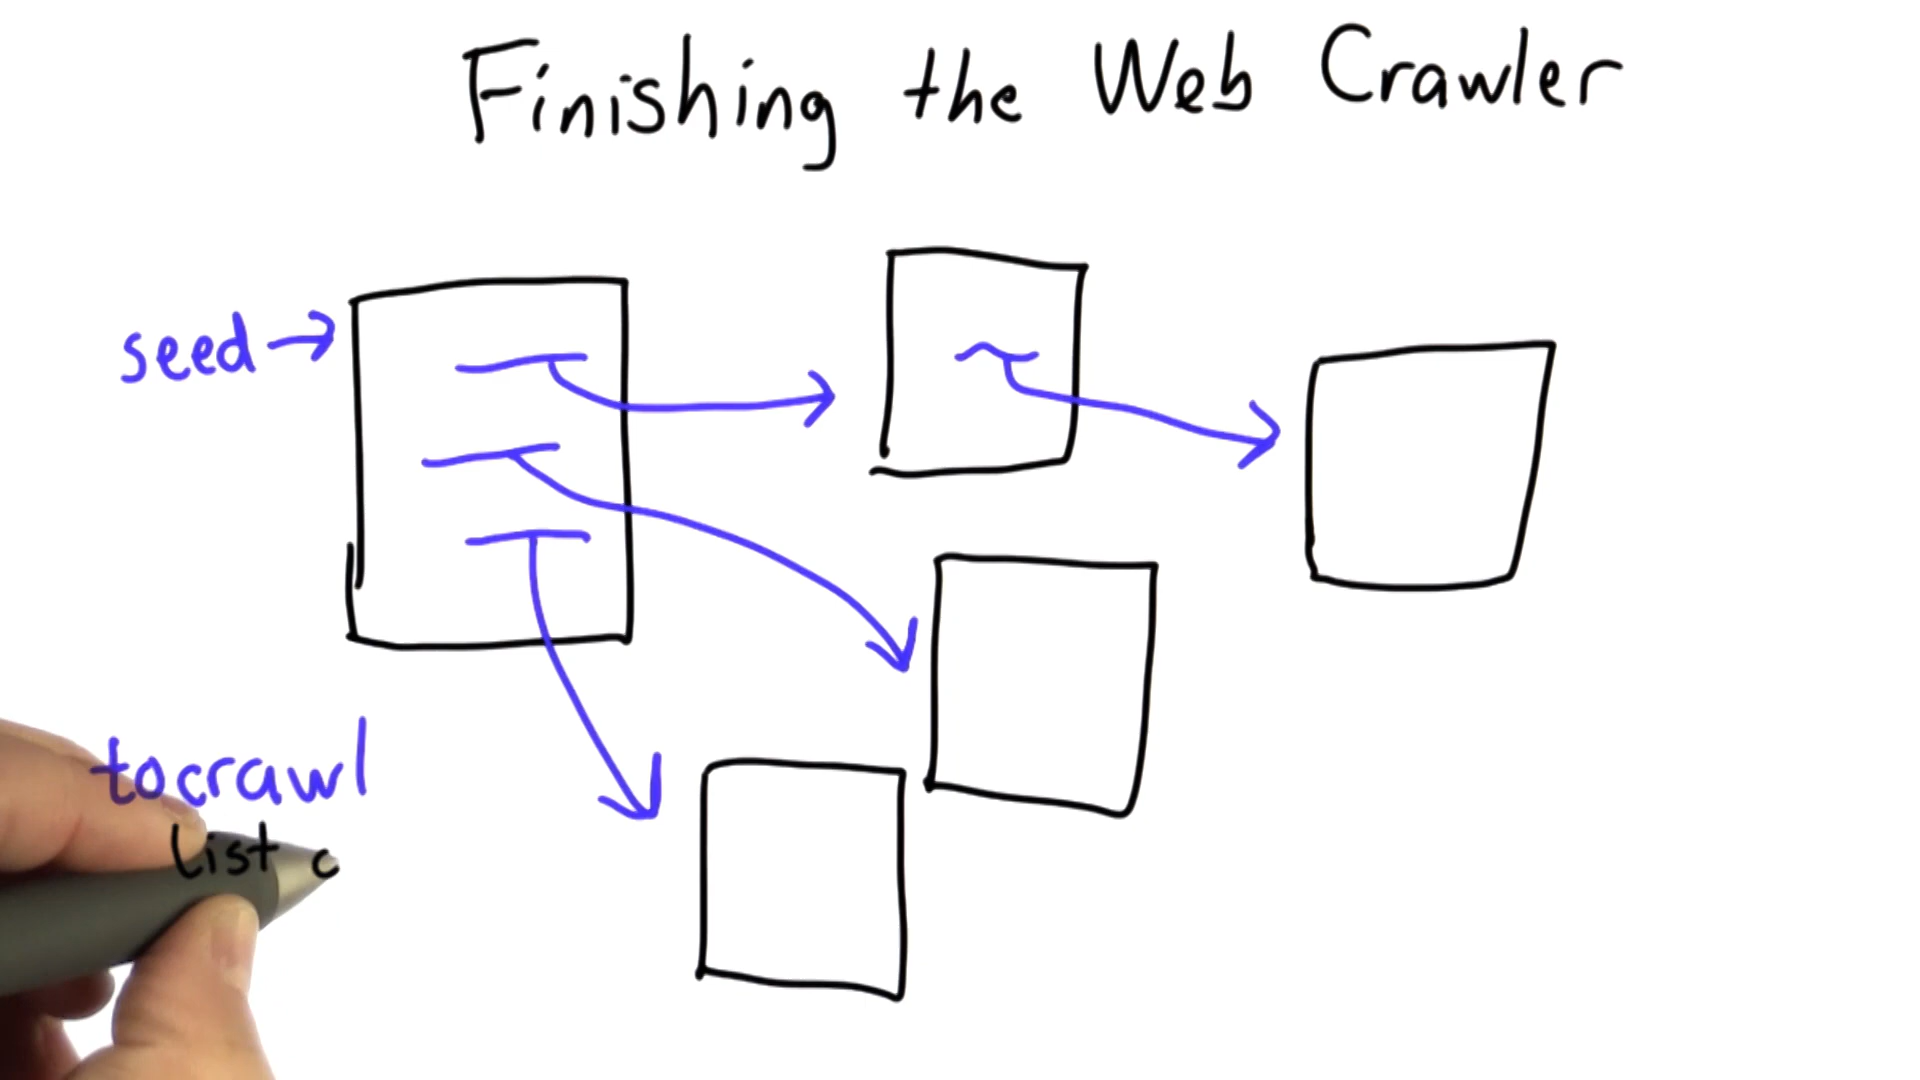 Finishing the Web Crawler
seed
tocrawl
list